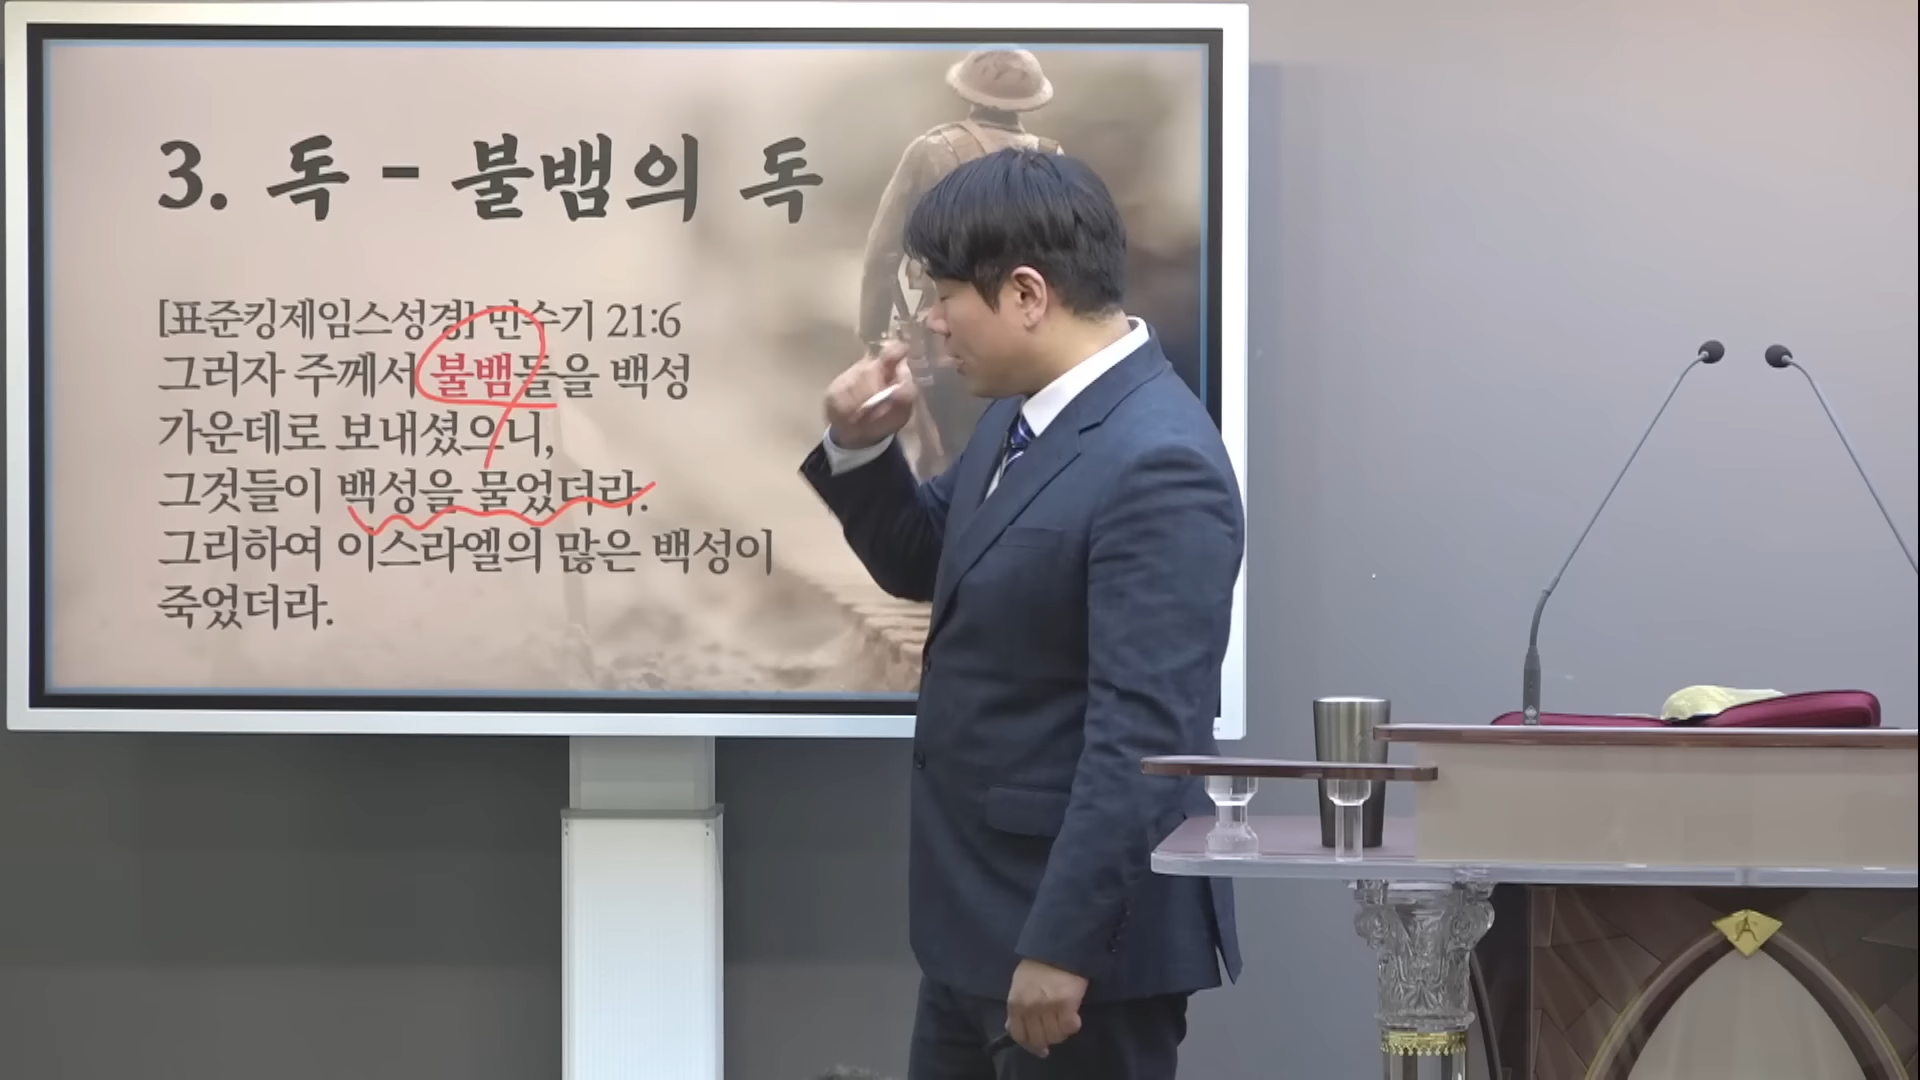 3. 독 - 불뱀의 독
[표준킹제임스성경] 민수기 21:6
그러자 주께서 불뱀들을 백성
가운데로 보내셨으니,
그것들이 백성을 물었더라.
그리하여 이스라엘의 많은 백성이
죽었더라.